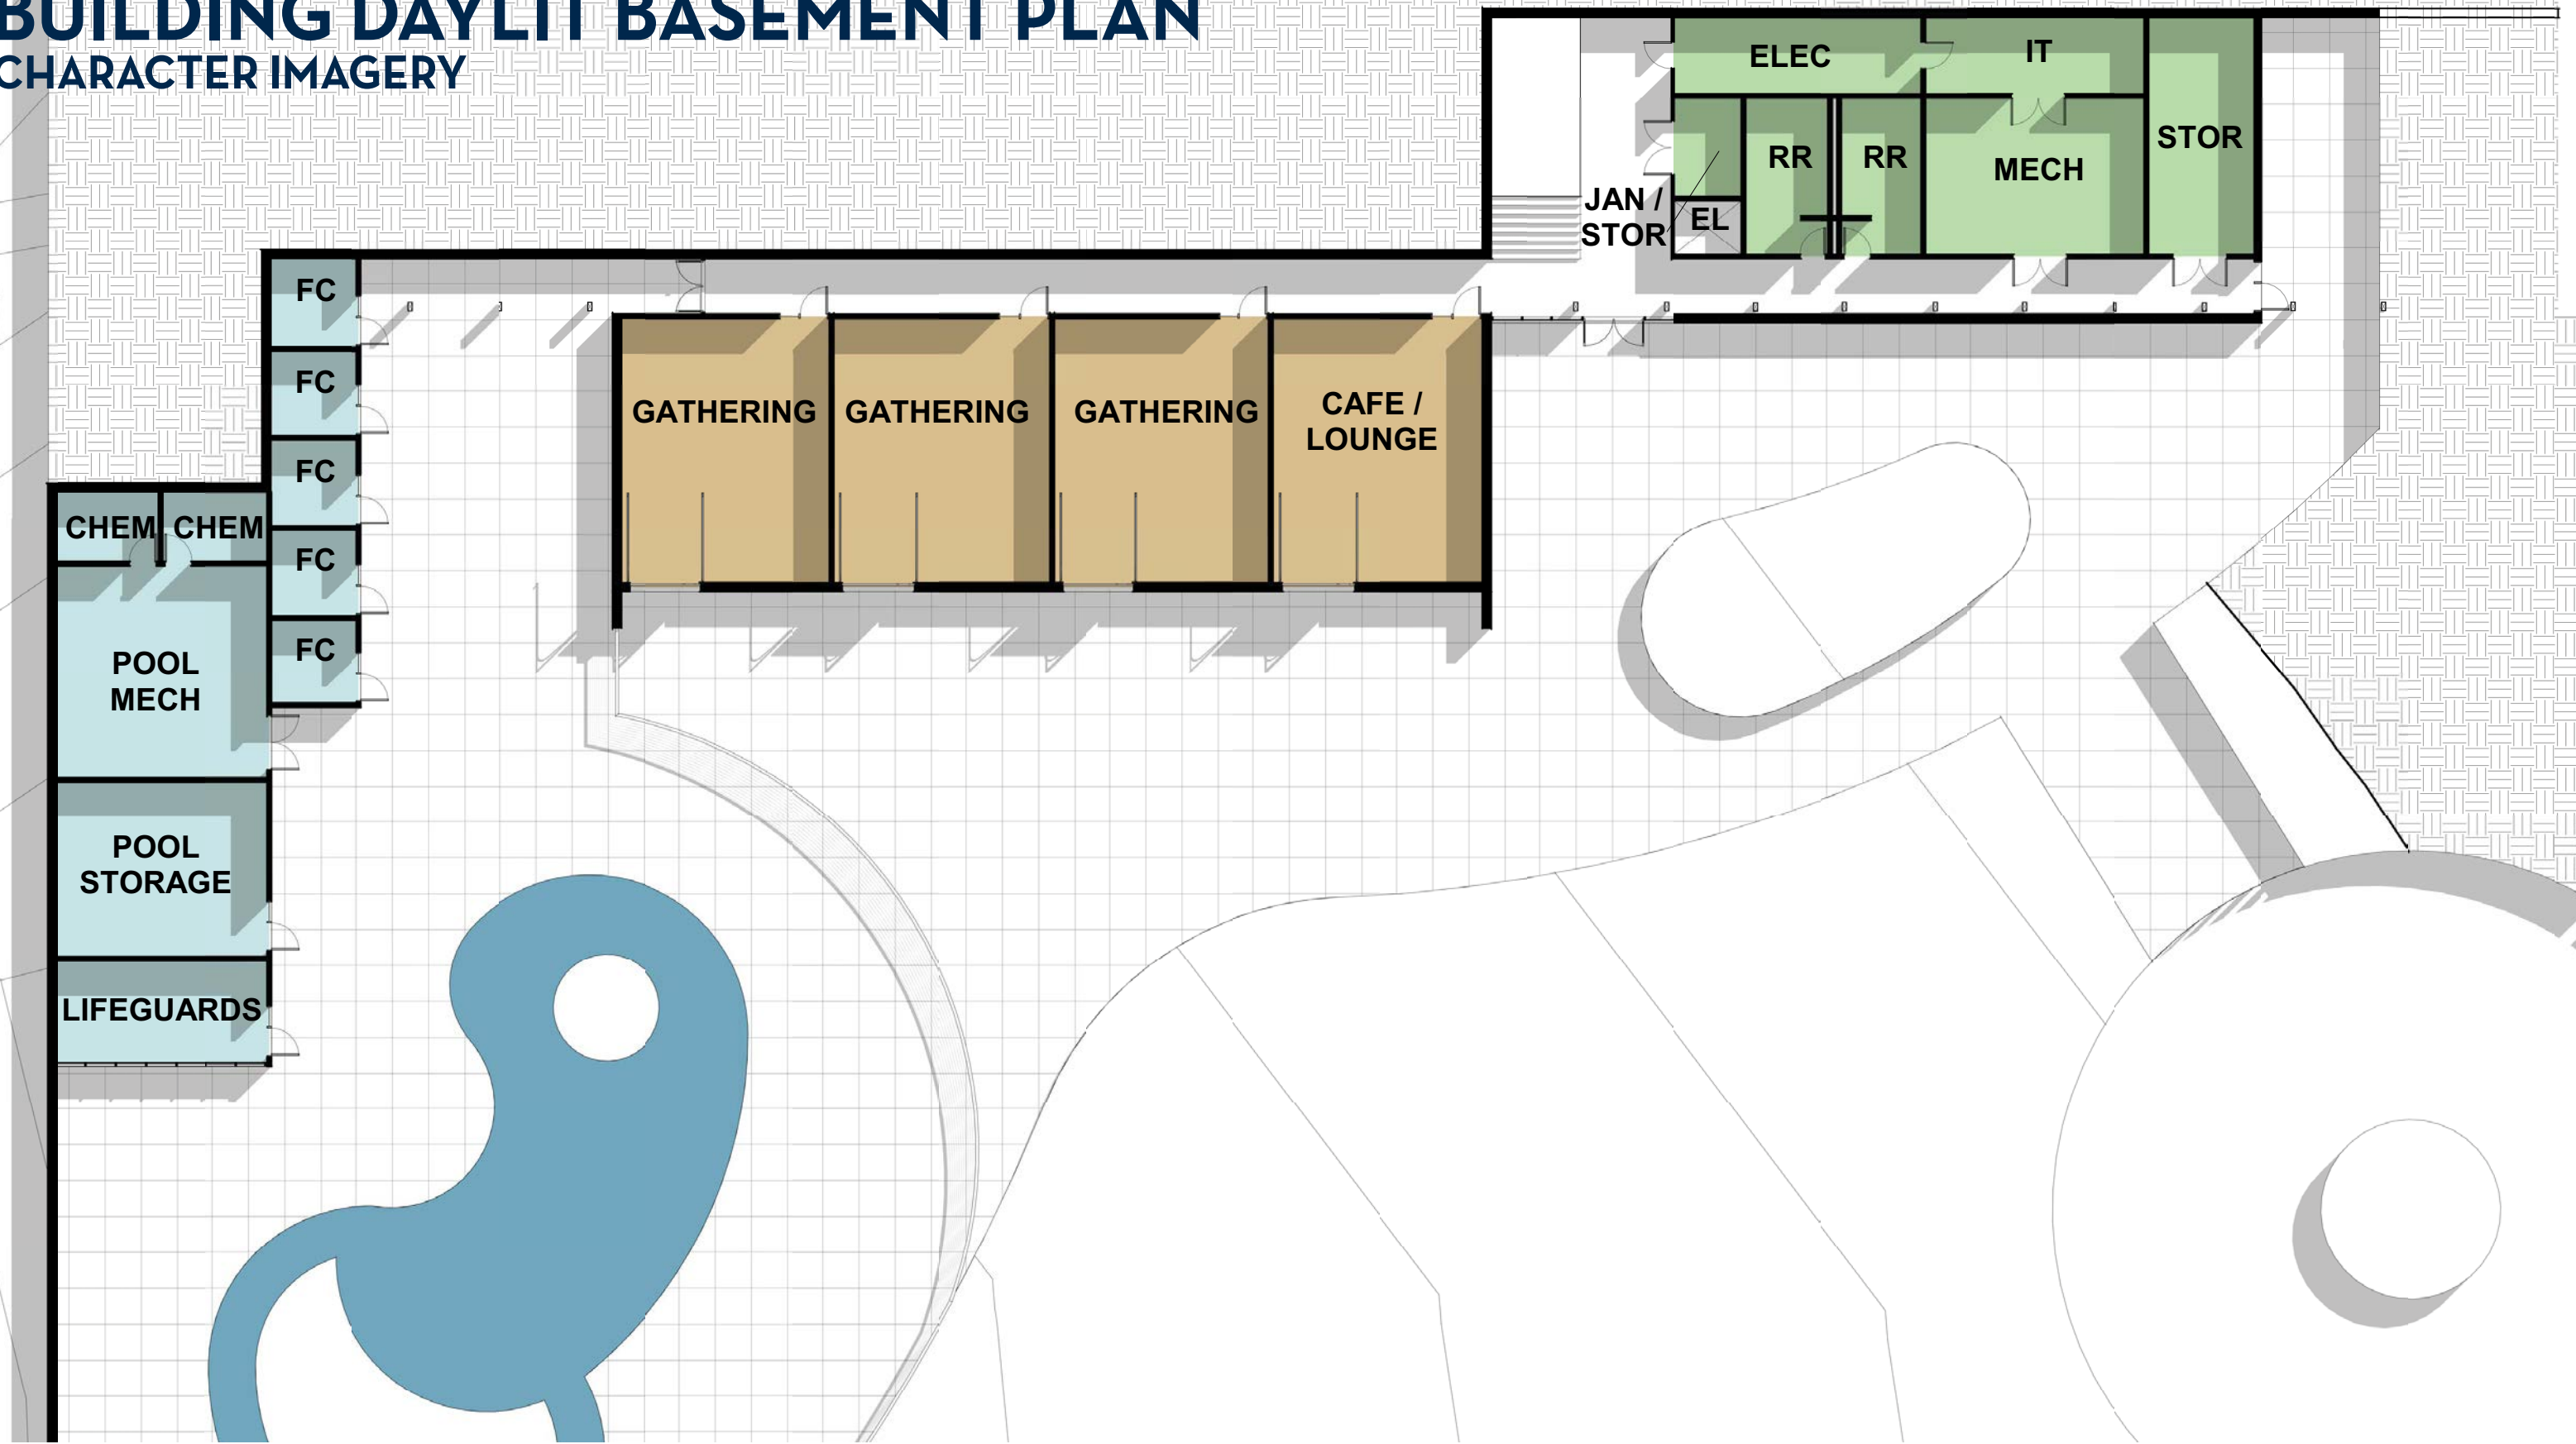 BUILDING DAYLIT BASEMENT PLAN
CHARACTER IMAGERY
ELEC
IT
STOR
RR
RR
MECH
JAN /
STOR
EL
FC
FC
FC
FC
FC
GATHERING
GATHERING
GATHERING
CAFE /
LOUNGE
CHEM
CHEM
POOL
MECH
POOL
STORAGE
LIFEGUARDS